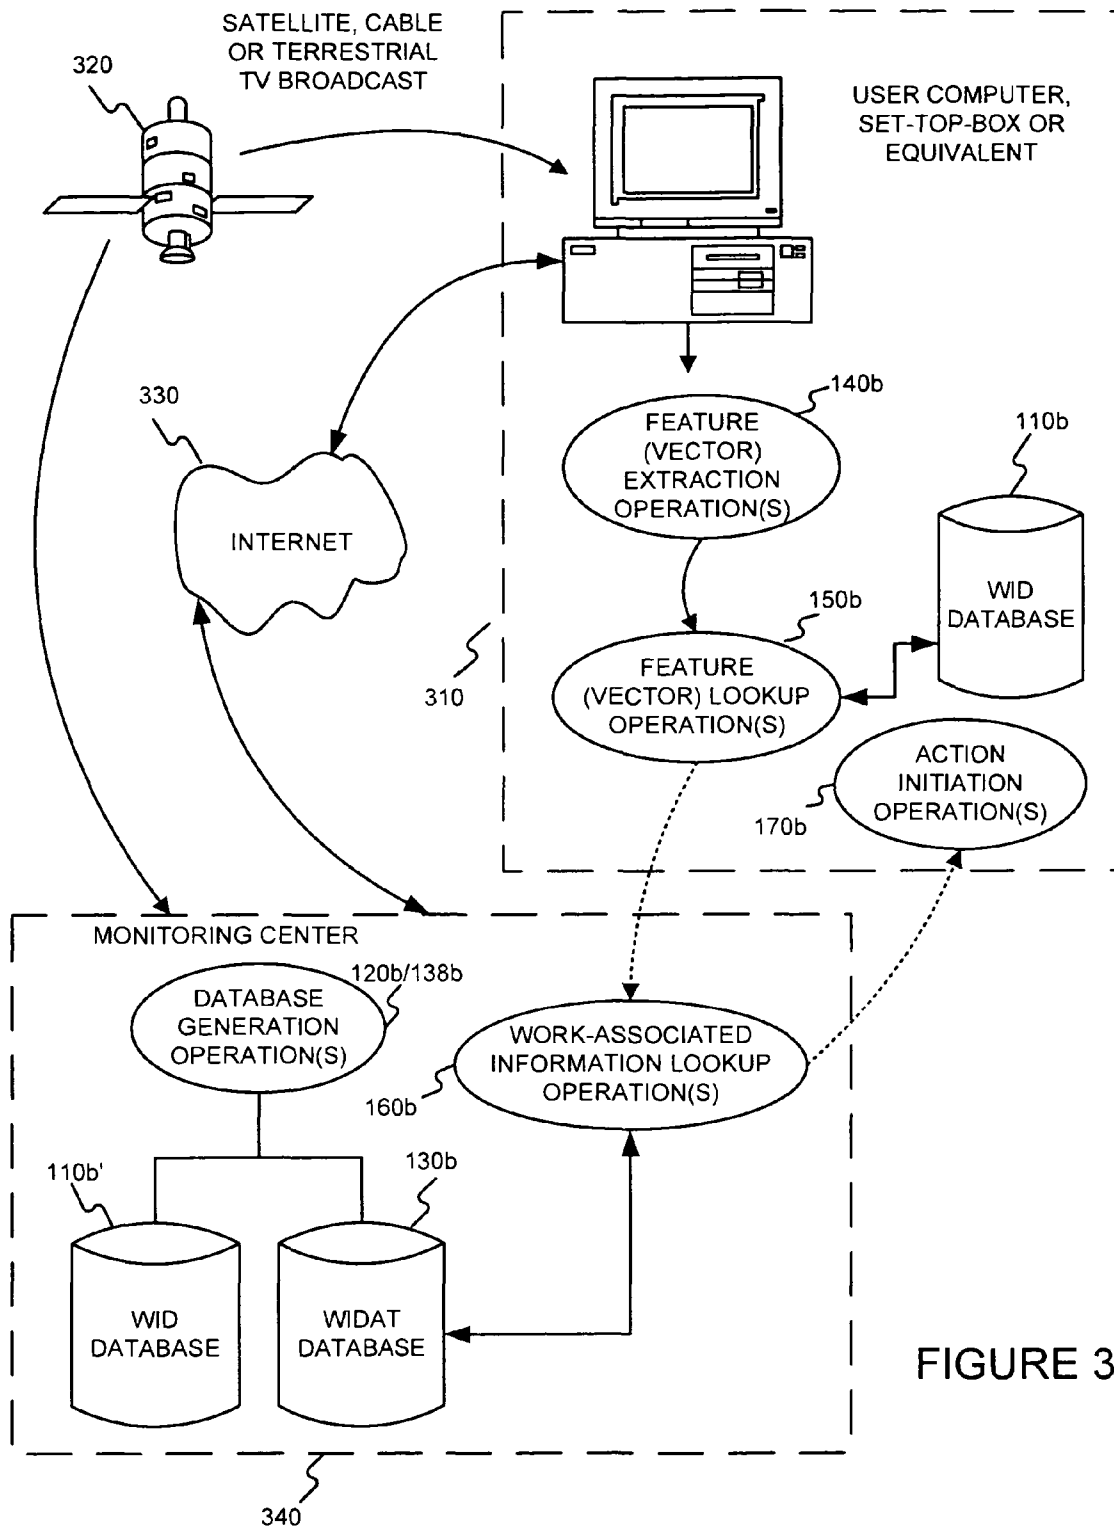 SATELLITE, CABLE
OR TERRESTRIAL
TV BROADCAST
320
USER COMPUTER,
SET-TOP-BOX OR
EQUIVALENT
330
INTERNET
140b
FEATURE
(VECTOR)
EXTRACTION
OPERATION(S)
110b
WID
DATABASE
150b
FEATURE
(VECTOR) LOOKUP
OPERATION(S)
310
ACTION
INITIATION
OPERATION(S)
170b
MONITORING CENTER
120b/138b
DATABASE
GENERATION
OPERATION(S)
WORK-ASSOCIATED
INFORMATION LOOKUP
OPERATION(S)
160b
110b'
130b
WID
DATABASE
WIDAT
DATABASE
FIGURE 3
340